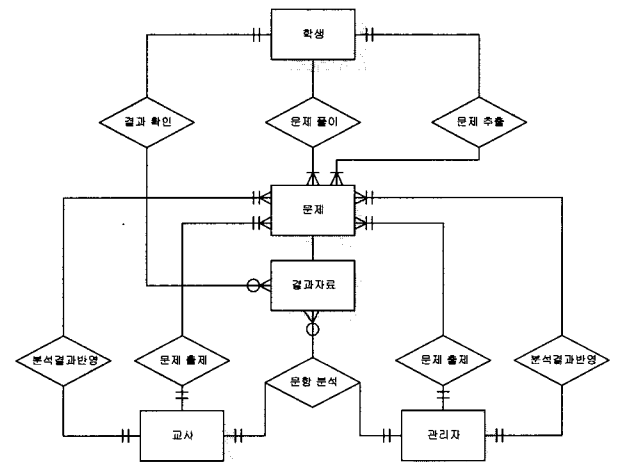 학생
결과 확인
문제 풀이
문제 추출
문제
결과자료
분석결과반영
문제 출제
문항 분석
문제 출제
분석결과반영
교사
관리자